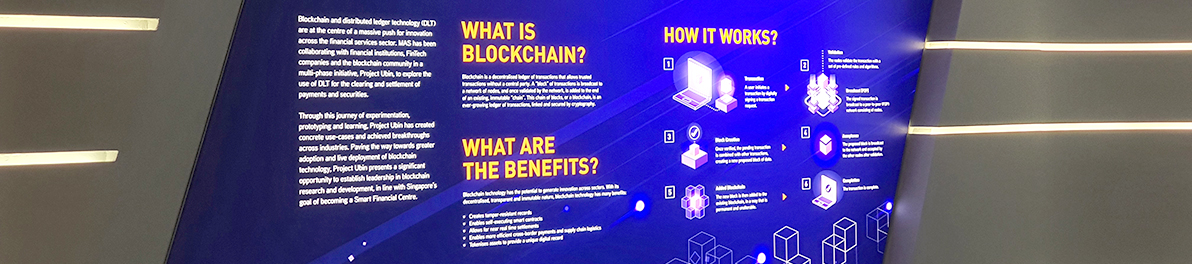 Blockchain and distributed ledger technology (DLT)
are at the centre of a massive push for innovation
across the financial services sector. MAS has been
collaborating with financial institutions, FinTech
companies and the blockchain community in a
multi-phase initiative, Project Ubin, to explore the
use of DLT for the clearing and settlement of
payments and securities.
Through this journey of experimentation,
prototyping and learning, Project Ubin has created
concrete use-cases and achieved breakthroughs
across industries. Paving the way towards greater
adoption and live deployment of blockchain
technology, Project Ubin presents a significant
opportunity to establish leadership in blockchain
research and development, in line with Singapore's
goal of becoming a Smart Financial Centre.
WHAT IS
BLOCKCHAIN?
Blockchain is a decentralised ledger of transactions that allows trusted
transactions without a central party. A "block" of transactions is broadcast to
a network of nodes, and once validated by the network, is added to the end
of an existing, immutable "chain". This chain of blocks, or a blockchain, is an
ever-growing ledger of transactions, linked and secured by cryptography.
WHAT ARE
THE BENEFITS?
Blockchain technology has the potential to generate innovation across sectors. With its
decentralised, transparent and immutable nature, blockchain technology has many benefits:
Creates tamper-resistant records
Enables self-executing smart contracts
Allows for near real time settlements
Enables more efficient cross-border payments and supply chain logistics
Tokenises assets to provide a unique digital record
HOW IT WORKS?
1
Transaction
A user initiates a
transaction by digitally
signing a transaction
request.
2
Validation
The nodes validate the transaction with a
set of pre-defined rules and algorithms.
Broadcast (P2P)
The signed transaction is
broadcast to a peer-to-peer (P2P)
network consisting of nodes.
3
Block Creation
Once verified, the pending transaction
is combined with other transactions,
creating a new proposed block of data.
4
The proposed block is broadcast to
the network and accepted by
the other nodes after validation.
5
Added Blockchain
The new block is then added to the
existing blockchain, in a way that is
permanent and unalterable.
6
Completion
The transaction is complete.